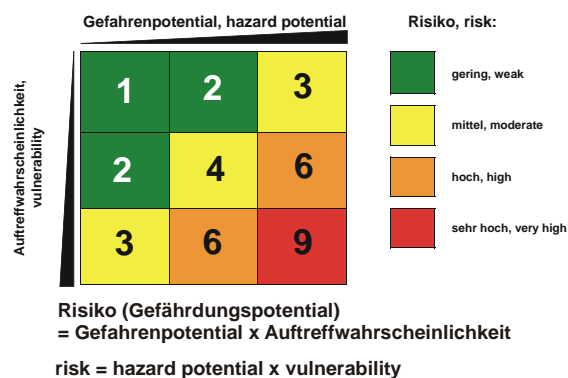 Gefahrenpotential, hazard potential
Risiko, risk:
Auftreffwahrscheinlichkeit,
vulnerability
1 2 3
2 4 6
3 6 9
gering, weak
mittel, moderate
hoch, high
sehr hoch, very high
Risiko (Gefährdungspotential)
= Gefahrenpotential x Auftreffwahrscheinlichkeit
risk = hazard potential x vulnerability